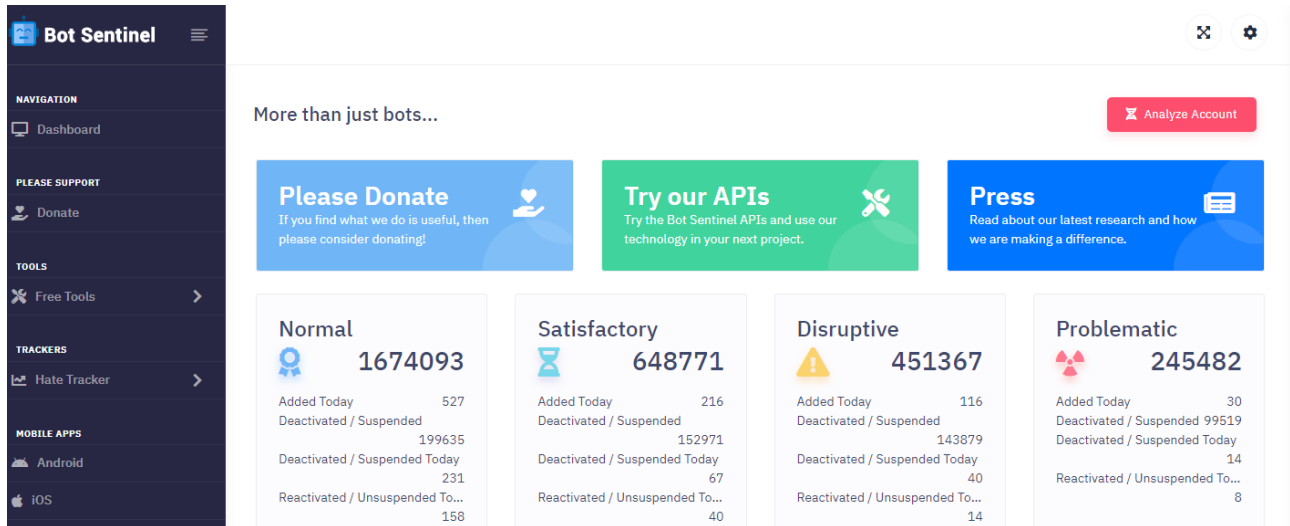 Bot Sentinel
NAVIGATION
Dashboard
PLEASE SUPPORT
Donate
TOOLS
Free Tools
TRACKERS
Hate Tracker
MOBILE APPS
Android
iOS
More than just bots...
Analyze Account
Please Donate
If you find what we do is useful, then
please consider donating!
Try our APIs
Try the Bot Sentinel APIs and use our
technology in your next project.
Press
Read about our latest research and how
we are making a difference.
Normal
1674093
Added Today 527
Deactivated / Suspended
199635
Deactivated / Suspended Today
231
Reactivated / Unsuspended To...
158
Satisfactory
648771
Added Today 216
Deactivated / Suspended
152971
Deactivated / Suspended Today
67
Reactivated / Unsuspended To...
40
Disruptive
451367
Added Today 116
Deactivated / Suspended
143879
Deactivated / Suspended Today
40
Reactivated / Unsuspended To...
14
Problematic
245482
Added Today 30
Deactivated / Suspended 99519
Deactivated / Suspended Today
14
Reactivated / Unsuspended To...
8